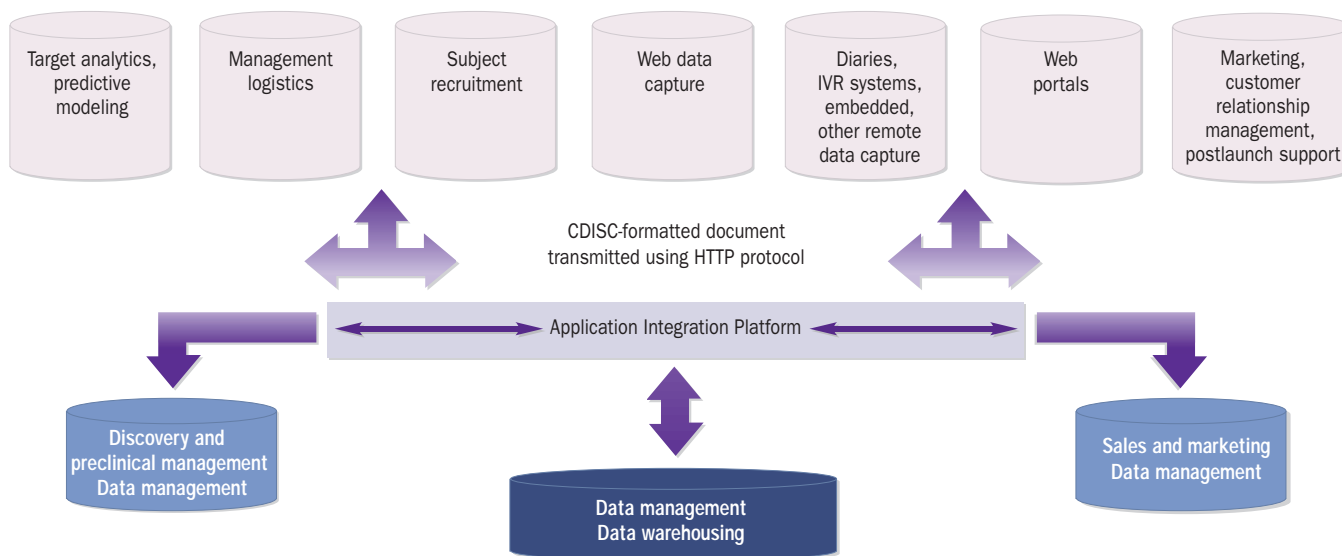 Target analytics,
predictive
modeling
Management
logistics
Subject
recruitment
Web data
capture
Diaries,
IVR systems,
embedded,
other remote
data capture
Web
portals
Marketing,
customer
relationship
management,
postlaunch support
CDISC-formatted document
transmitted using HTTP protocol
Application Integration Platform
Discovery and
preclinical management
Data management
Data management
Data warehousing
Sales and marketing
Data management